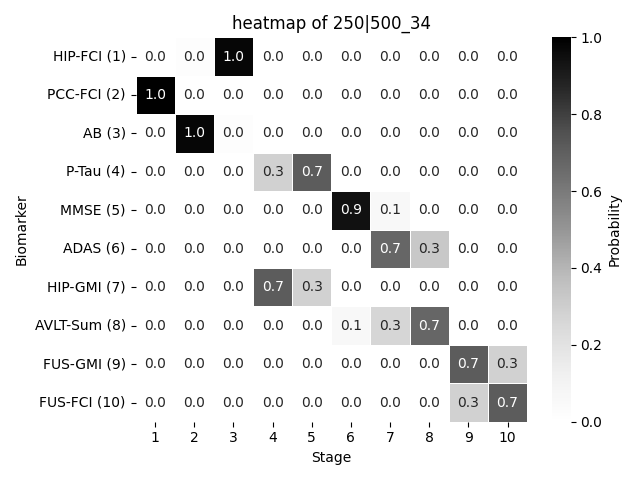 heatmap of 250|500_34
HIP-FCI (1) 0.0 0.0 1.0 0.0 0.0 0.0 0.0 0.0 0.0 0.0
PCC-FCI (2) 1.0 0.0 0.0 0.0 0.0 0.0 0.0 0.0 0.0 0.0
AB (3) 0.0 1.0 0.0 0.0 0.0 0.0 0.0 0.0 0.0 0.0
P-Tau (4) 0.0 0.0 0.0 0.3 0.7 0.0 0.0 0.0 0.0 0.0
MMSE (5) 0.0 0.0 0.0 0.0 0.0 0.9 0.1 0.0 0.0 0.0
ADAS (6) 0.0 0.0 0.0 0.0 0.0 0.0 0.7 0.3 0.0 0.0
HIP-GMI (7) 0.0 0.0 0.0 0.7 0.3 0.0 0.0 0.0 0.0 0.0
AVLT-Sum (8) 0.0 0.0 0.0 0.0 0.0 0.1 0.3 0.7 0.0 0.0
FUS-GMI (9) 0.0 0.0 0.0 0.0 0.0 0.0 0.0 0.0 0.7 0.3
FUS-FCI (10) 0.0 0.0 0.0 0.0 0.0 0.0 0.0 0.0 0.3 0.7
1 2 3 4 5 6 7 8 9 10
Stage
Biomarker
1.0
0.8
0.6
0.4
0.2
0.0
Probability